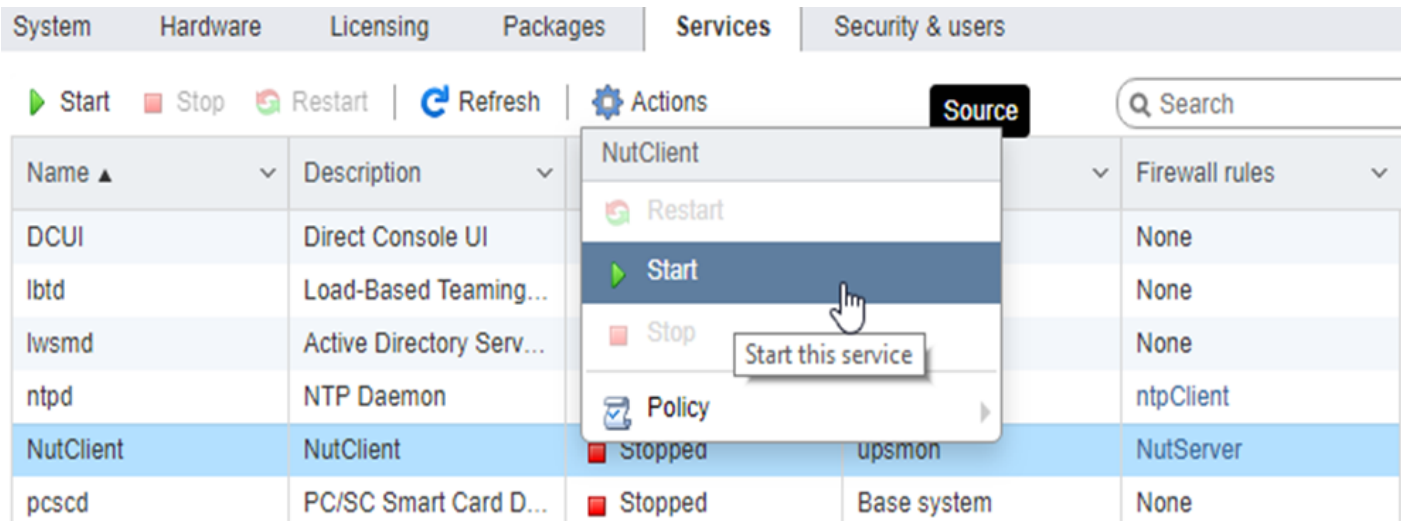 System Hardware Licensing Packages Services Security & users
Start Stop Restart Refresh Actions Source Search
Name ▲ Description Firewall rules
NutClient
Restart
Start
Stop
Start this service
Policy
DCUI Direct Console UI None
lbtd Load-Based Teaming... None
lwsmd Active Directory Serv... None
ntpd NTP Daemon ntpClient
NutClient NutClient Stopped upsmon NutServer
pcscd PC/SC Smart Card D... Stopped Base system None